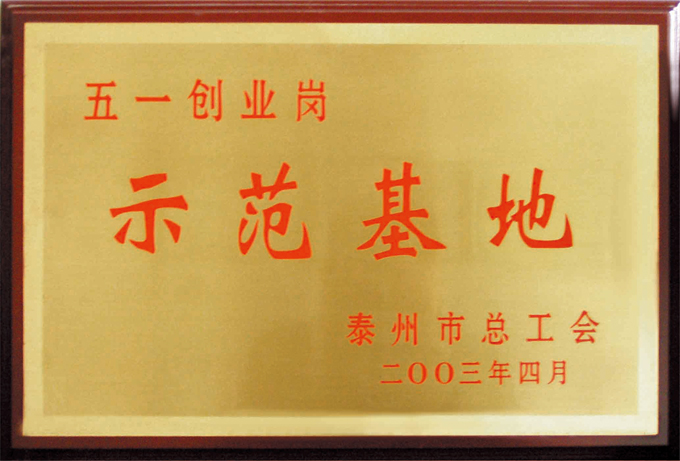 五一创业岗
示范基地
泰州市总工会
二OO三年四月